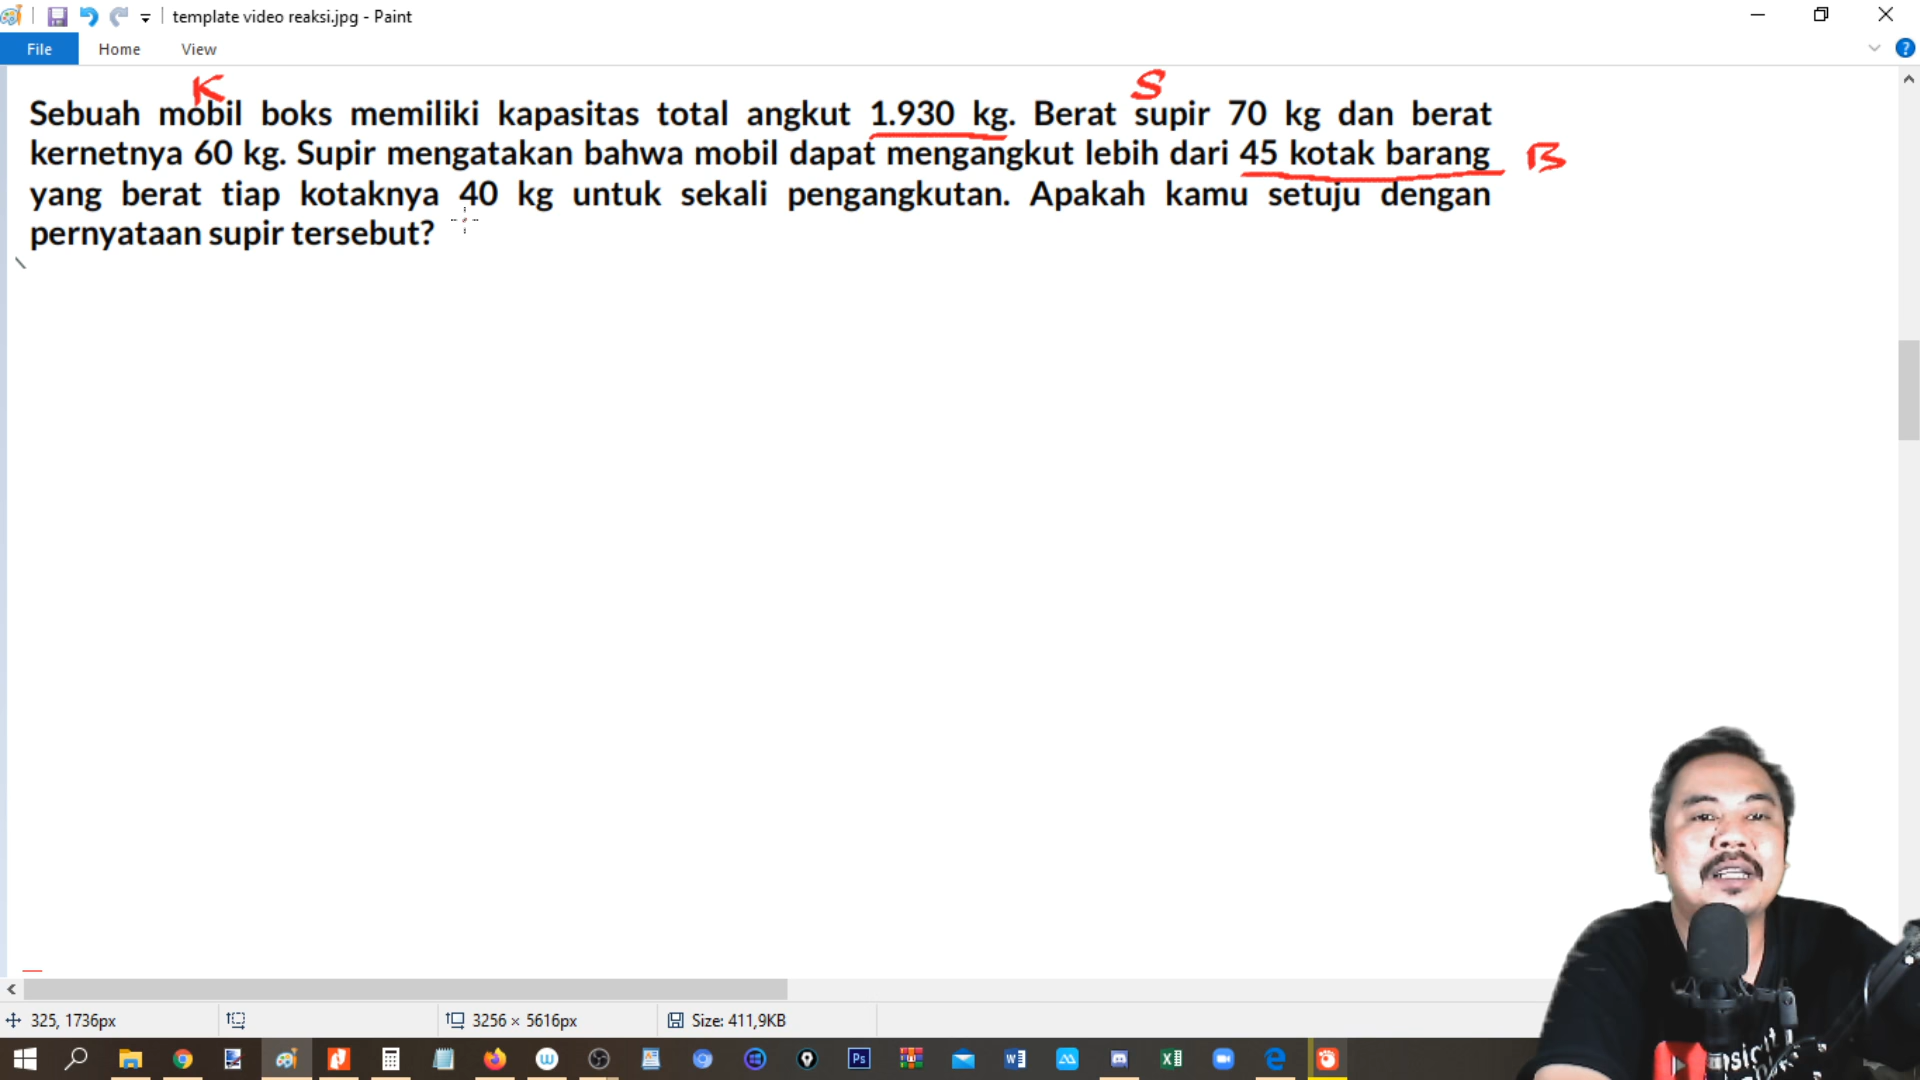 template video reaksi.jpg - Paint
File Home View
K S
Sebuah mobil boks memiliki kapasitas total angkut 1.930 kg. Berat supir 70 kg dan berat
kernetnya 60 kg. Supir mengatakan bahwa mobil dapat mengangkut lebih dari 45 kotak barang B
yang berat tiap kotaknya 40 kg untuk sekali pengangkutan. Apakah kamu setuju dengan
pernyataan supir tersebut?
325, 1736px 3256 × 5616px Size: 411,9KB
Ps